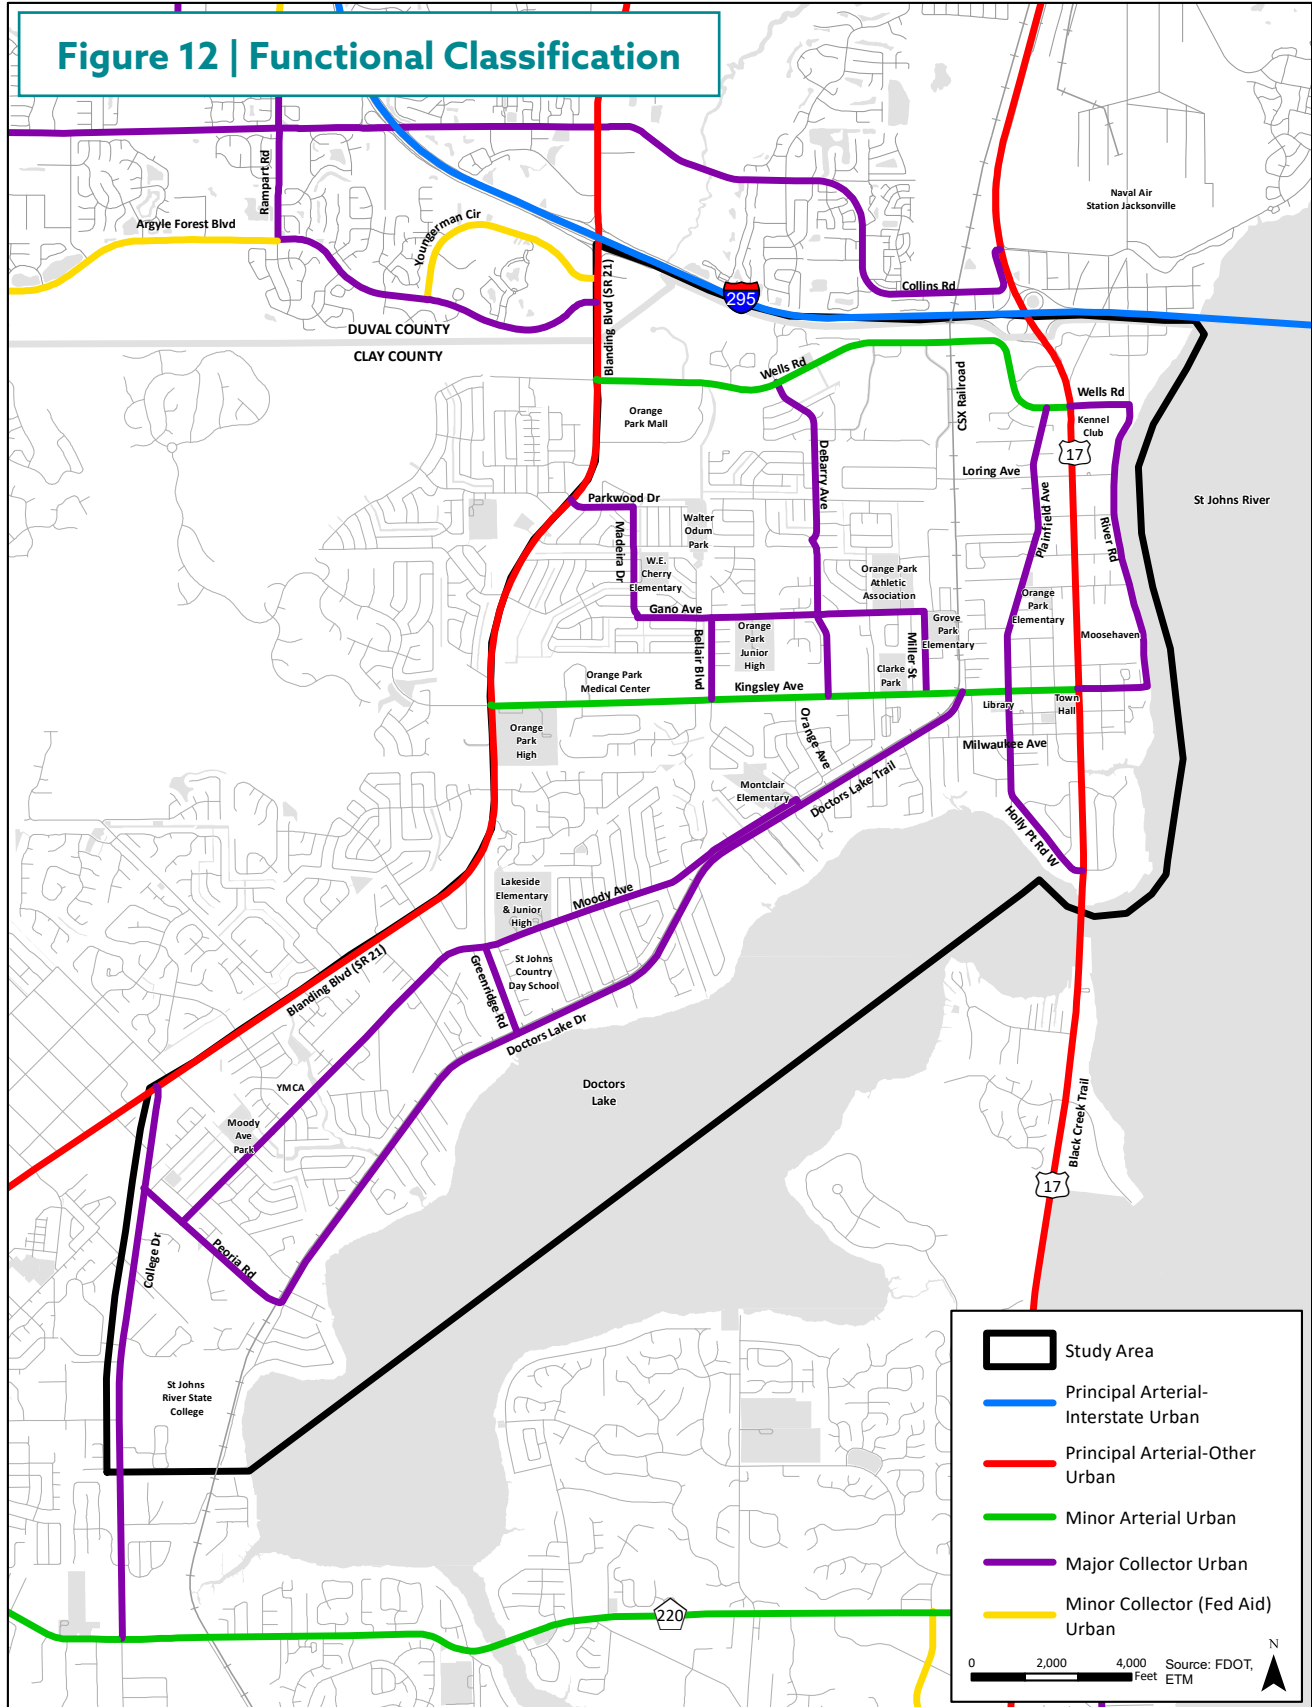 Figure 12 | Functional Classification
Rampart Rd
Argyle Forest Blvd
Youngerman Cir
Naval Air
Station Jacksonville
Collins Rd
295
Blanding Blvd (SR 21)
DUVAL COUNTY
CLAY COUNTY
Wells Rd
CSX Railroad
Wells Rd
Kennel
Club
17
Orange
Park Mall
DeBarry Ave
Loring Ave
Plainfield Ave
River Rd
St Johns River
Parkwood Dr
Madeira Dr
Walter
Odum
Park
W.E.
Cherry
Elementary
Orange Park
Athletic
Association
Gano Ave
Orange
Park
Elementary
Grove
Park
Elementary
Moosehaven
Bellair Blvd
Orange
Park
Junior
High
Miller St
Clarke
Park
Orange Park
Medical Center
Kingsley Ave
Library
Town
Hall
Orange
Park
High
Orange Ave
Milwaukee Ave
Montclair
Elementary
Doctors Lake Trail
Holly Pt Rd W
Lakeside
Elementary
& Junior
High
Moody Ave
Blanding Blvd (SR 21)
Greenridge Rd
St Johns
Country
Day School
Doctors Lake Dr
Doctors
Lake
YMCA
Moody
Ave
Park
Black Creek Trail
17
College Dr
Peoria Rd
St Johns
River State
College
220
Study Area
Principal Arterial-
Interstate Urban
Principal Arterial-Other
Urban
Minor Arterial Urban
Major Collector Urban
Minor Collector (Fed Aid)
Urban
N
0 2,000 4,000
Feet
Source: FDOT,
ETM